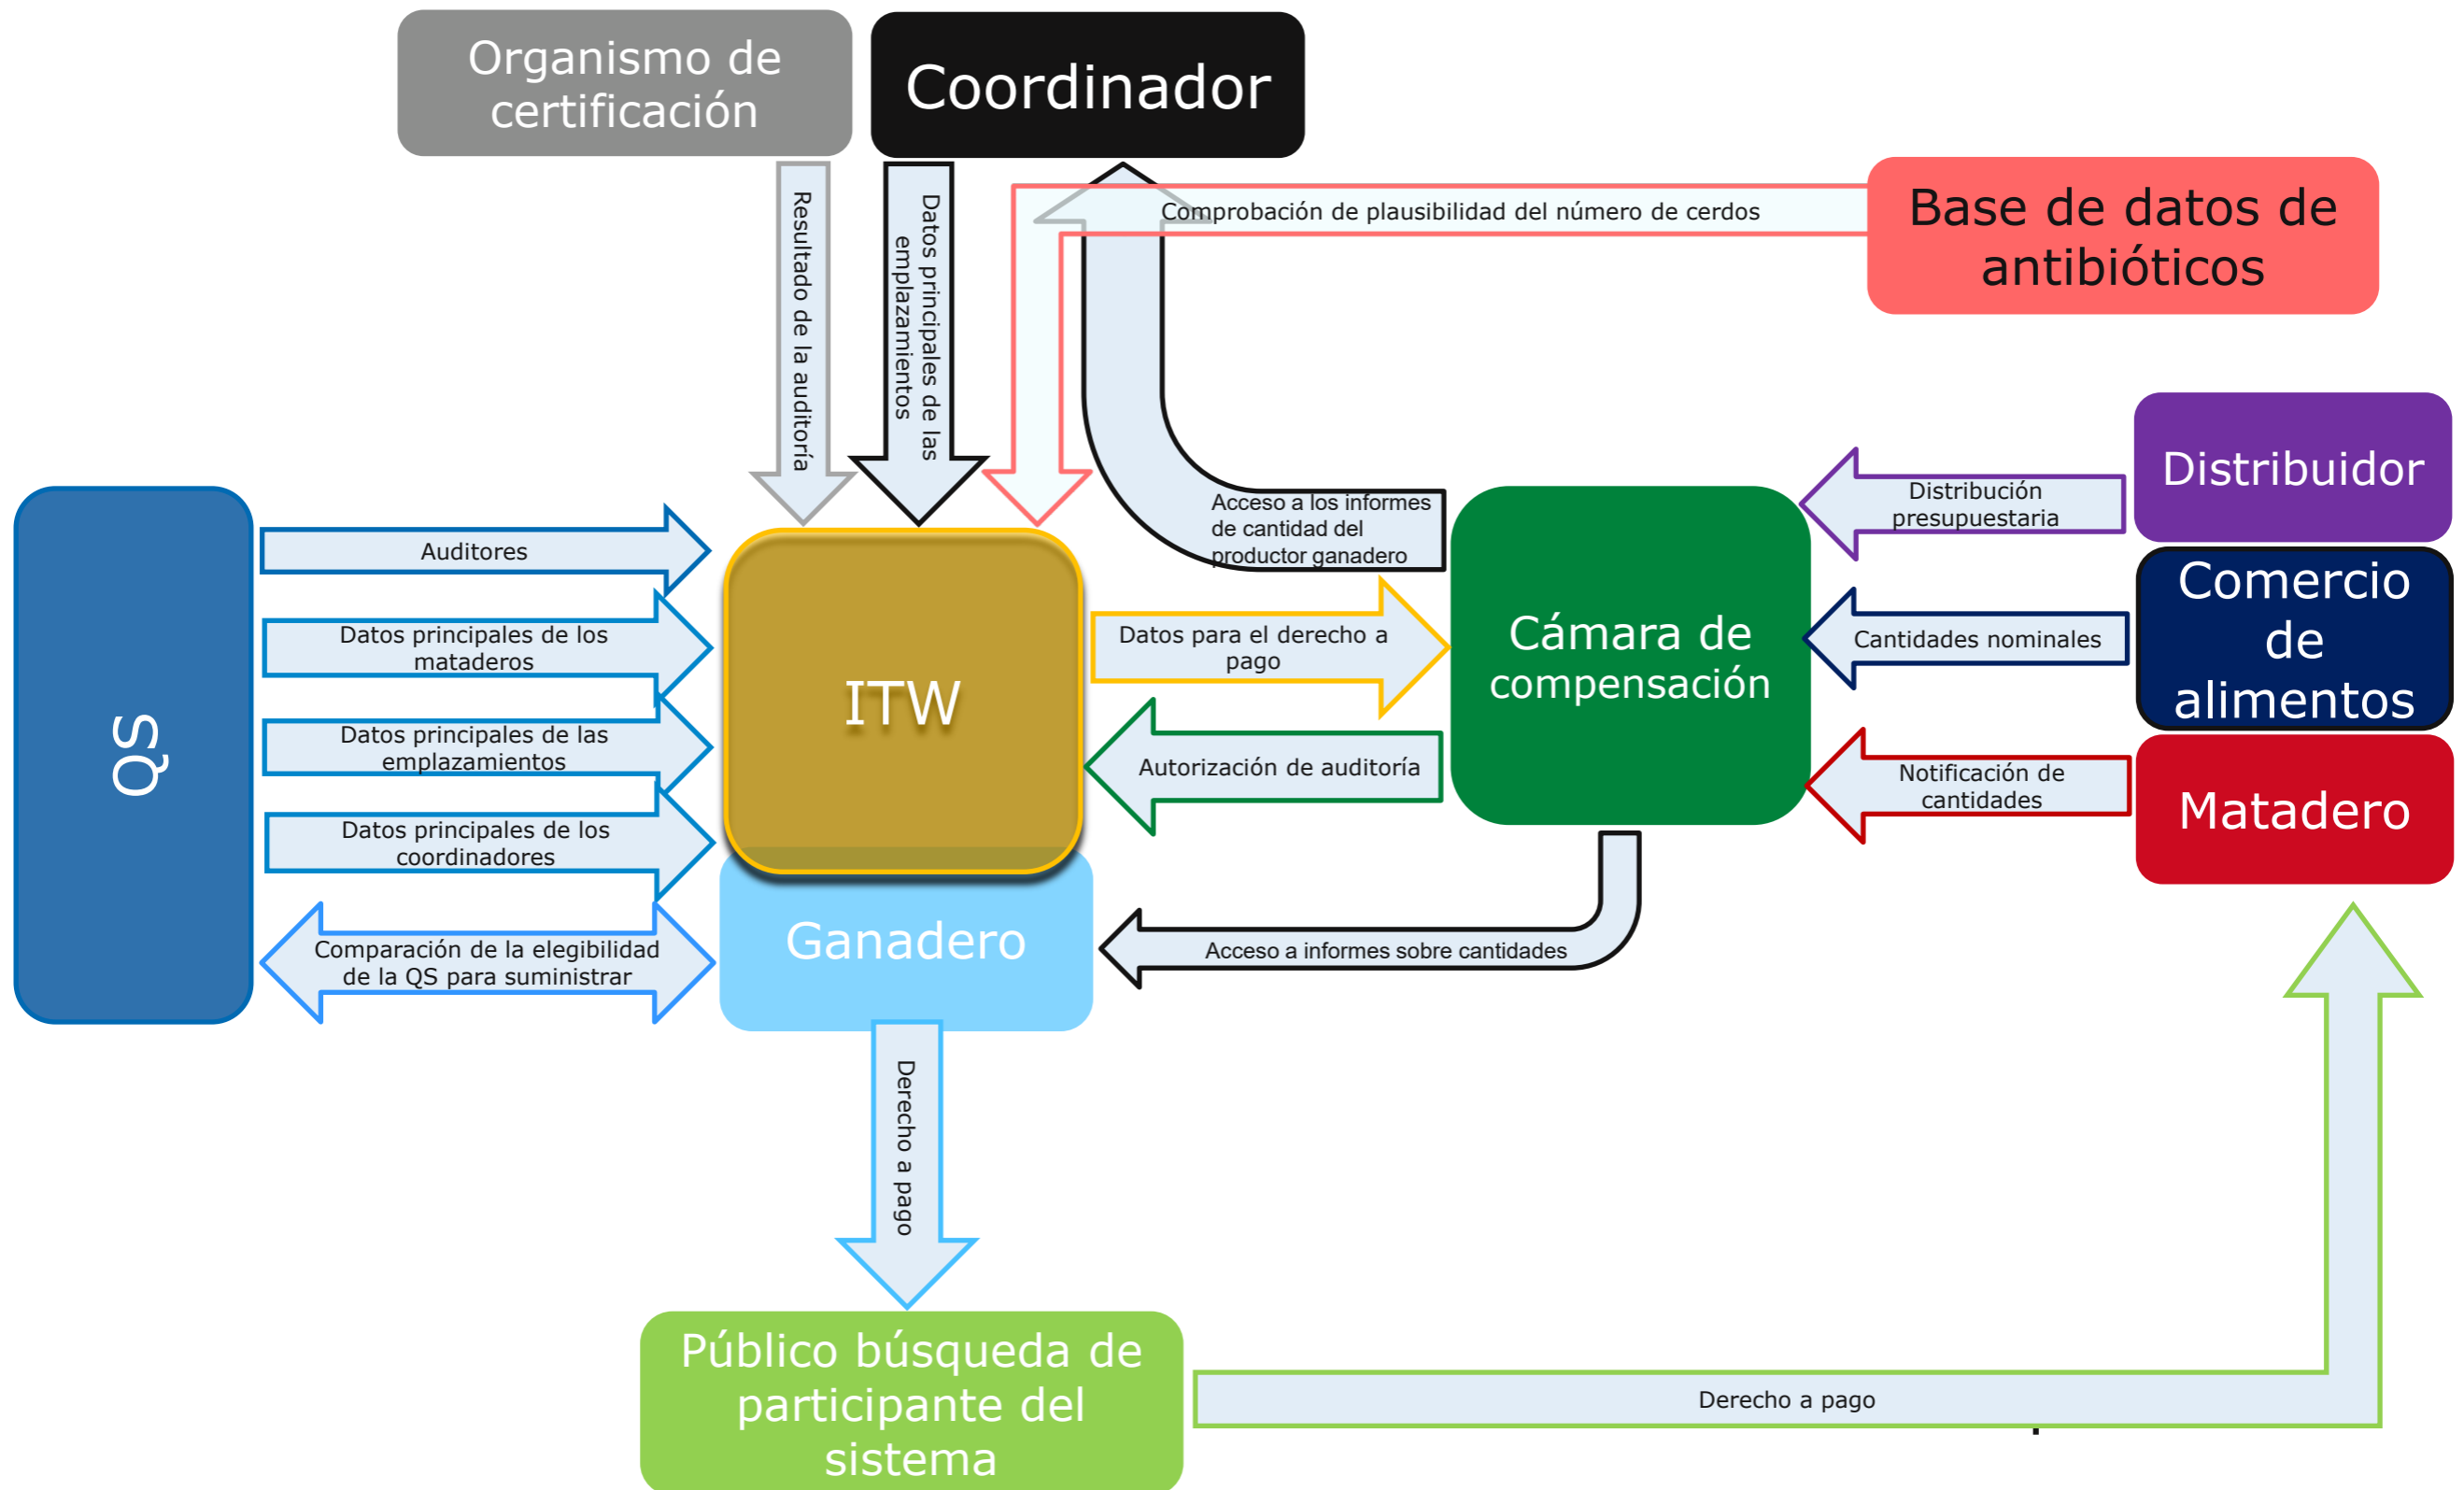 Organismo de
certificación
Coordinador
Resultado de la auditoría
Datos principales de las
emplazamientos
Comprobación de plausibilidad del número de cerdos
Base de datos de
antibióticos
Acceso a los informes
de cantidad del
productor ganadero
Distribución
presupuestaria
Distribuidor
QS
Auditores
Datos principales de los
mataderos
Datos principales de las
emplazamientos
Datos principales de los
coordinadores
Comparación de la elegibilidad
de la QS para suministrar
ITW
Datos para el derecho a
pago
Autorización de auditoría
Cámara de
compensación
Cantidades nominales
Comercio
de
alimentos
Notificación de
cantidades
Matadero
Ganadero
Acceso a informes sobre cantidades
Derecho a pago
Público búsqueda de
participante del
sistema
Derecho a pago